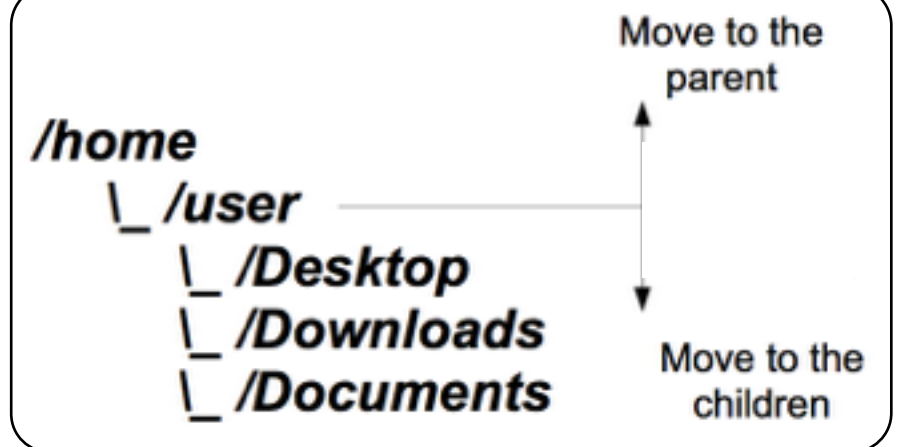 Move to the
parent
/home
\_ /user
\_ /Desktop
\_ /Downloads
\_ /Documents
Move to the
children